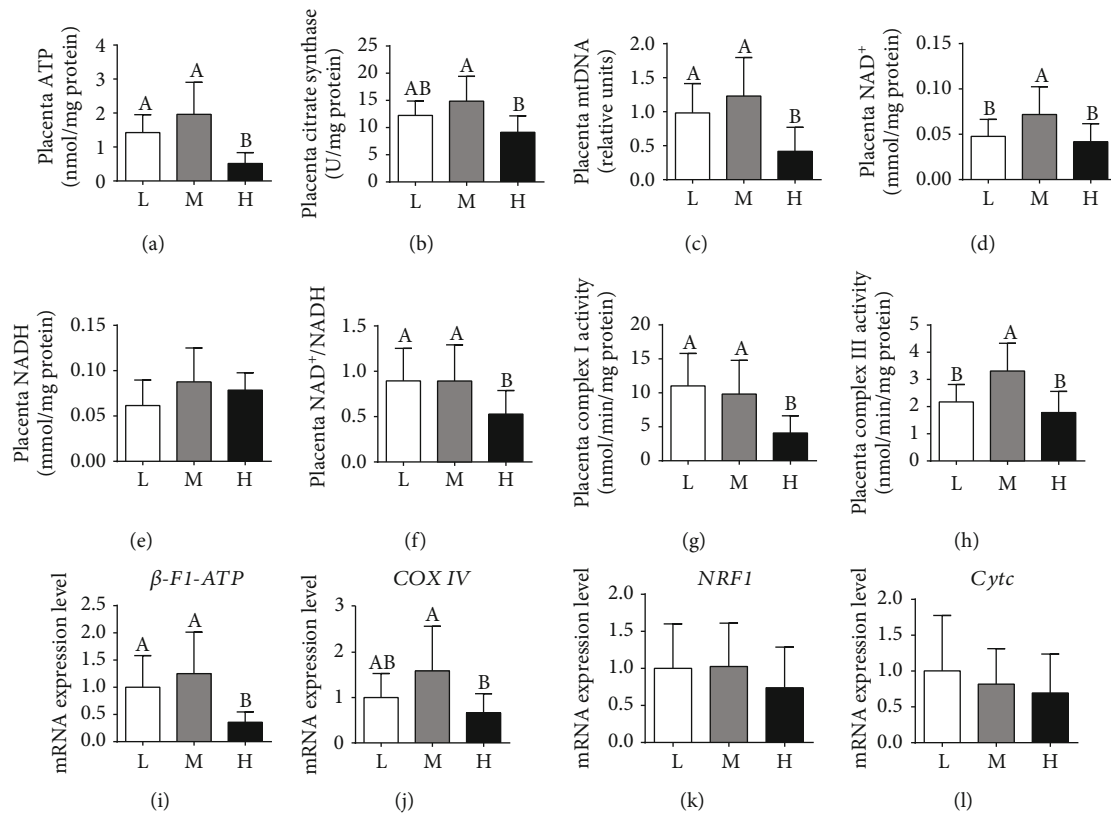 Placenta ATP
(nmol/mg protein)
4
3
2
1
0
A
A
B
L M H
(a)
Placenta citrate synthase
(U/mg protein)
25
20
15
10
5
0
AB
A
B
L M H
(b)
Placenta mtDNA
(relative units)
2.0
1.5
1.0
0.5
0.0
A
A
B
L M H
(c)
Placenta NAD+
(mmol/mg protein)
0.15
0.10
0.05
0.00
B
A
B
L M H
(d)
Placenta NADH
(mmol/mg protein)
0.15
0.10
0.05
0.00
L M H
(e)
Placenta NAD+/NADH
1.5
1.0
0.5
0.0
A
A
B
L M H
(f)
Placenta complex I activity
(nmol/min/mg protein)
20
15
10
5
0
A
A
B
L M H
(g)
Placenta complex III activity
(nmol/min/mg protein)
5
4
3
2
1
0
B
A
B
L M H
(h)
β-F1-ATP
mRNA expression level
2.5
2.0
1.5
1.0
0.5
0.0
A
A
B
L M H
(i)
COX IV
mRNA expression level
3
2
1
0
AB
A
B
L M H
(j)
NRF1
mRNA expression level
2.0
1.5
1.0
0.5
0.0
L M H
(k)
Cytc
mRNA expression level
2.0
1.5
1.0
0.5
0.0
L M H
(l)